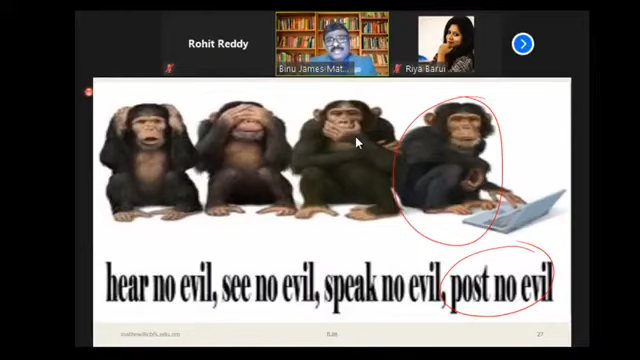 Rohit Reddy
Binu James Mat...
Riya Barui
hear no evil, see no evil, speak no evil, post no evil
27